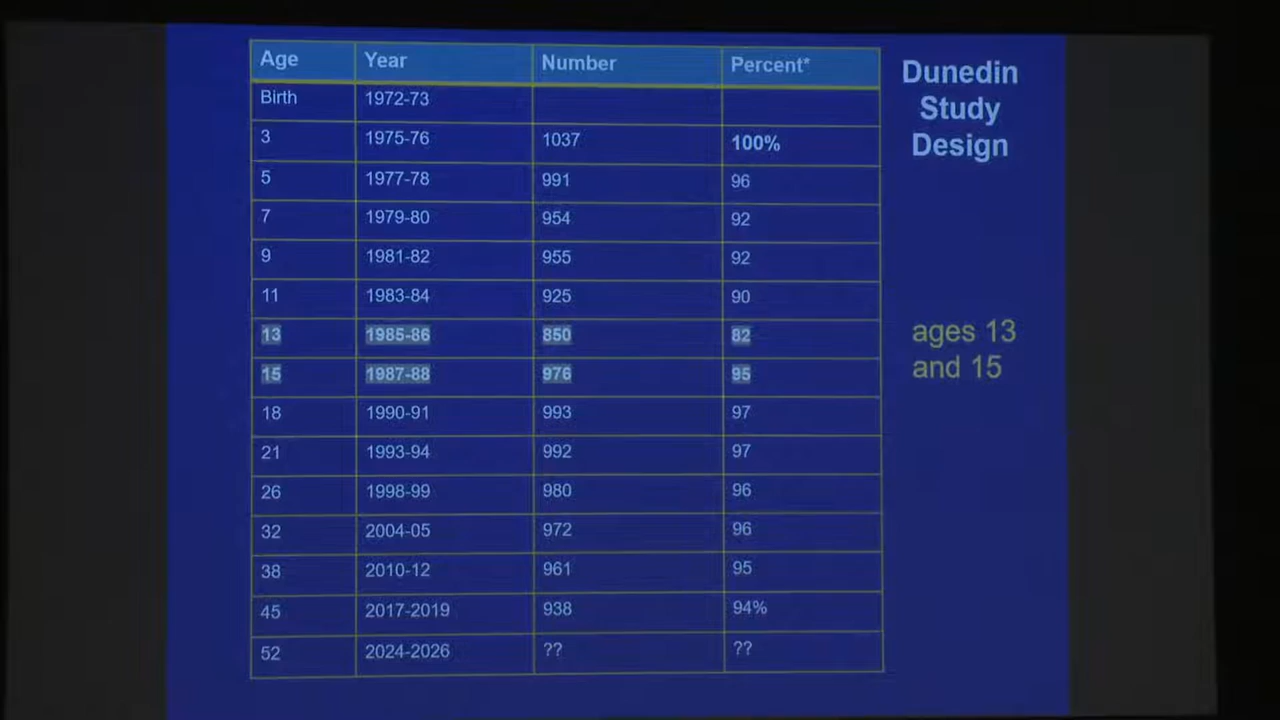 Age Year Number Percent*
Birth 1972-73
3 1975-76 1037 100%
5 1977-78 991 96
7 1979-80 954 92
9 1981-82 955 92
11 1983-84 925 90
13 1985-86 850 82
15 1987-88 976 95
18 1990-91 993 97
21 1993-94 992 97
26 1998-99 980 96
32 2004-05 972 96
38 2010-12 961 95
45 2017-2019 938 94%
52 2024-2026 ?? ??
Dunedin
Study
Design
ages 13
and 15